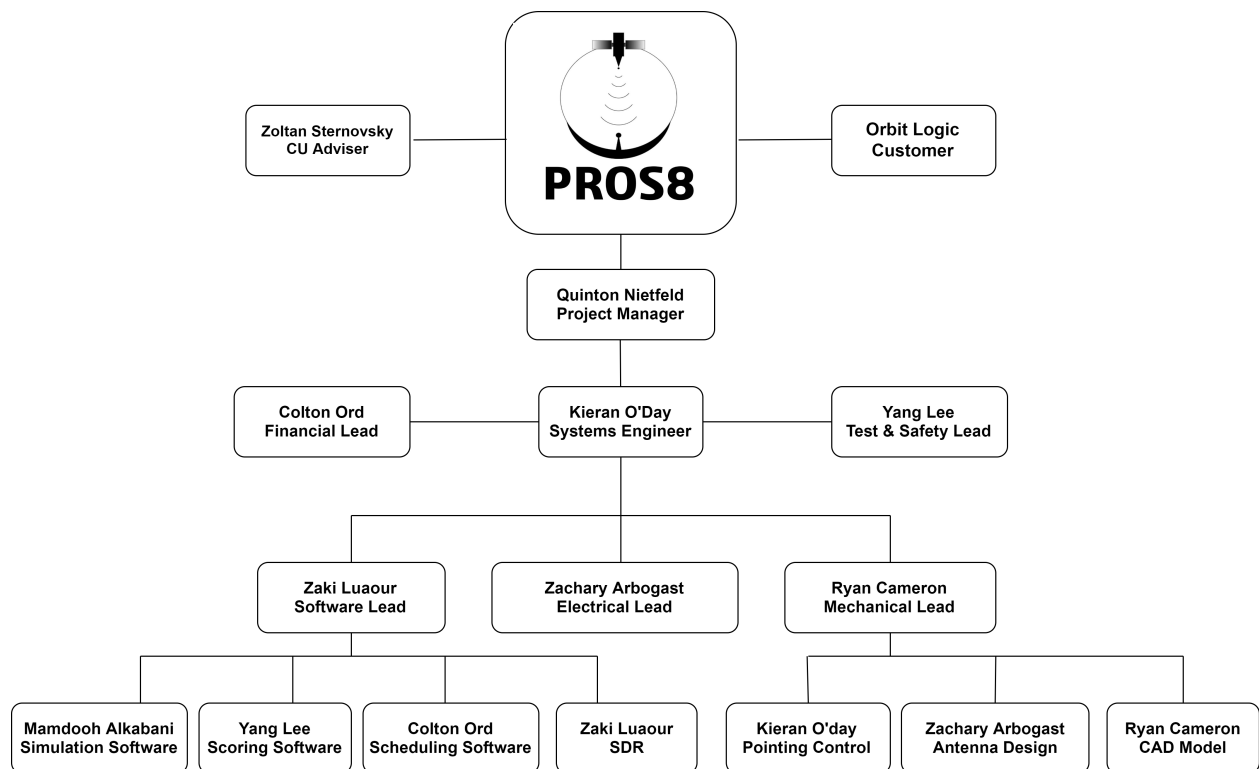 Zoltan Sternovsky
CU Adviser
PROS8
Orbit Logic
Customer
Quinton Nietfeld
Project Manager
Colton Ord
Financial Lead
Kieran O'Day
Systems Engineer
Yang Lee
Test & Safety Lead
Zaki Luaour
Software Lead
Zachary Arbogast
Electrical Lead
Ryan Cameron
Mechanical Lead
Mamdooh Alkabani
Simulation Software
Yang Lee
Scoring Software
Colton Ord
Scheduling Software
Zaki Luaour
SDR
Kieran O'day
Pointing Control
Zachary Arbogast
Antenna Design
Ryan Cameron
CAD Model